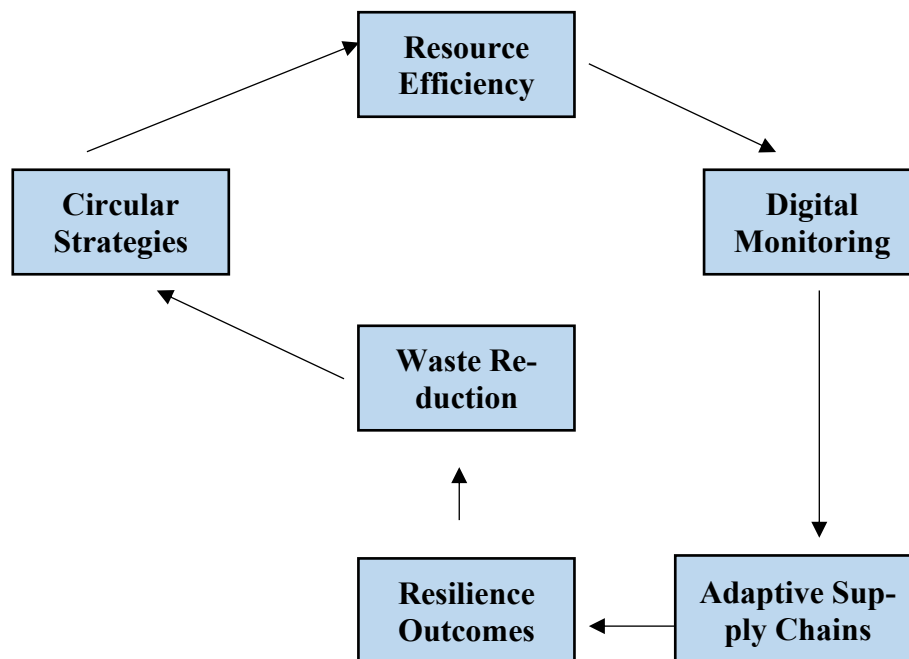 Resource
Efficiency
Circular
Strategies
Digital
Monitoring
Waste Re-
duction
Resilience
Outcomes
Adaptive Sup-
ply Chains